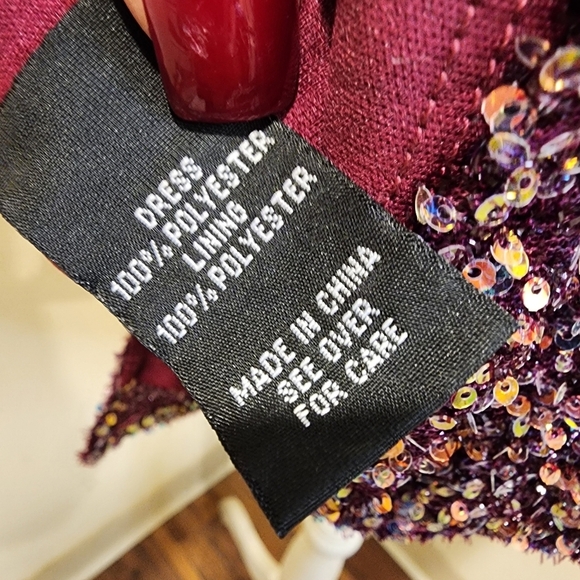 DRESS
100% POLYESTER
LINING
100% POLYESTER
MADE IN CHINA
SEE OVER
FOR CARE